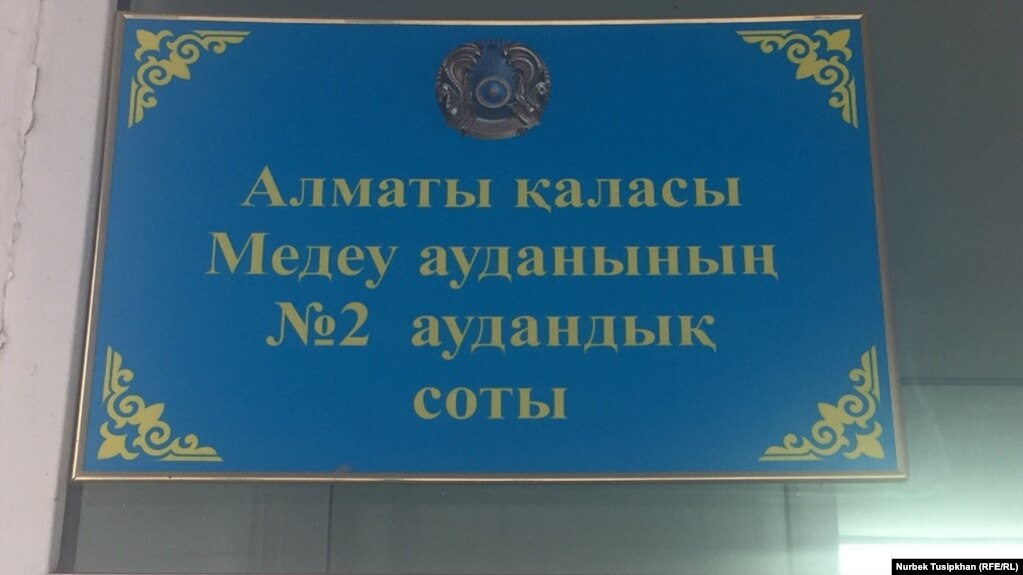 Алматы қаласы
Медеу ауданының
№2 аудандық
соты
Nurbek Tusipkhan (RFE/RL)